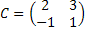 C = ( 2 3
−1 1 )